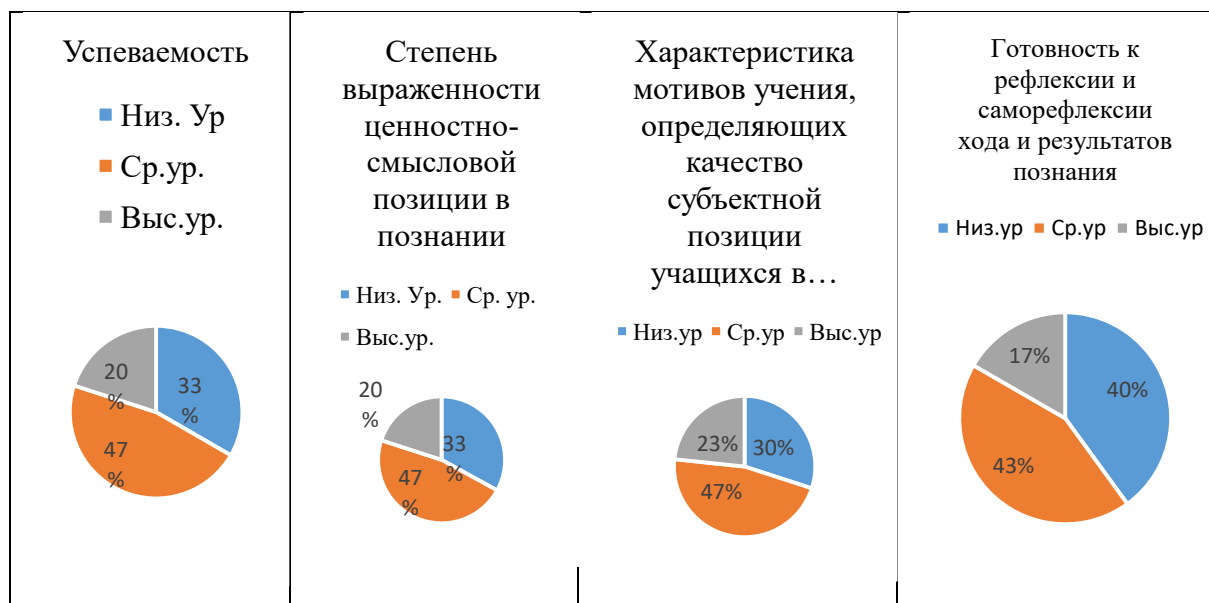 Успеваемость
Низ. Ур
Ср.ур.
Выс.ур.
20
%
33
%
47
%
Степень
выраженности
ценностно-
смысловой
позиции в
познании
Низ. Ур. Ср. ур.
Выс.ур.
20
%
33
%
47
%
Характеристика
мотивов учения,
определяющих
качество
субъектной
позиции
учащихся в…
Низ.ур Ср.ур Выс.ур
23% 30%
47%
Готовность к
рефлексии и
саморефлексии
хода и результатов
познания
Низ.ур Ср.ур Выс.ур
17%
40%
43%